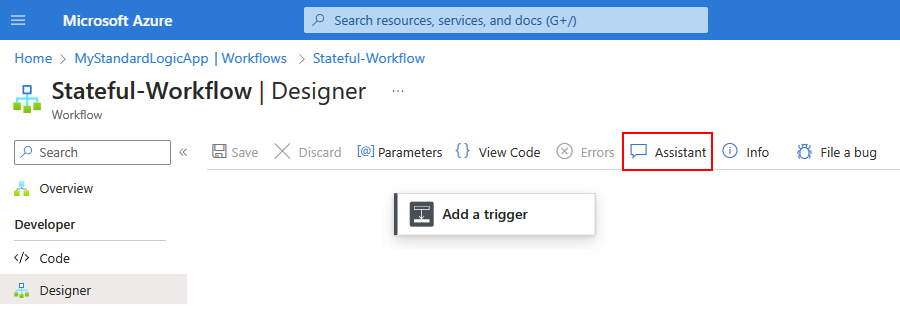 Microsoft Azure
Search resources, services, and docs (G+/)
Home > MyStandardLogicApp | Workflows > Stateful-Workflow
Stateful-Workflow | Designer ...
Workflow
Search «
Save Discard [@] Parameters {} View Code Errors Assistant Info File a bug
Overview
Add a trigger
Developer
</> Code
Designer